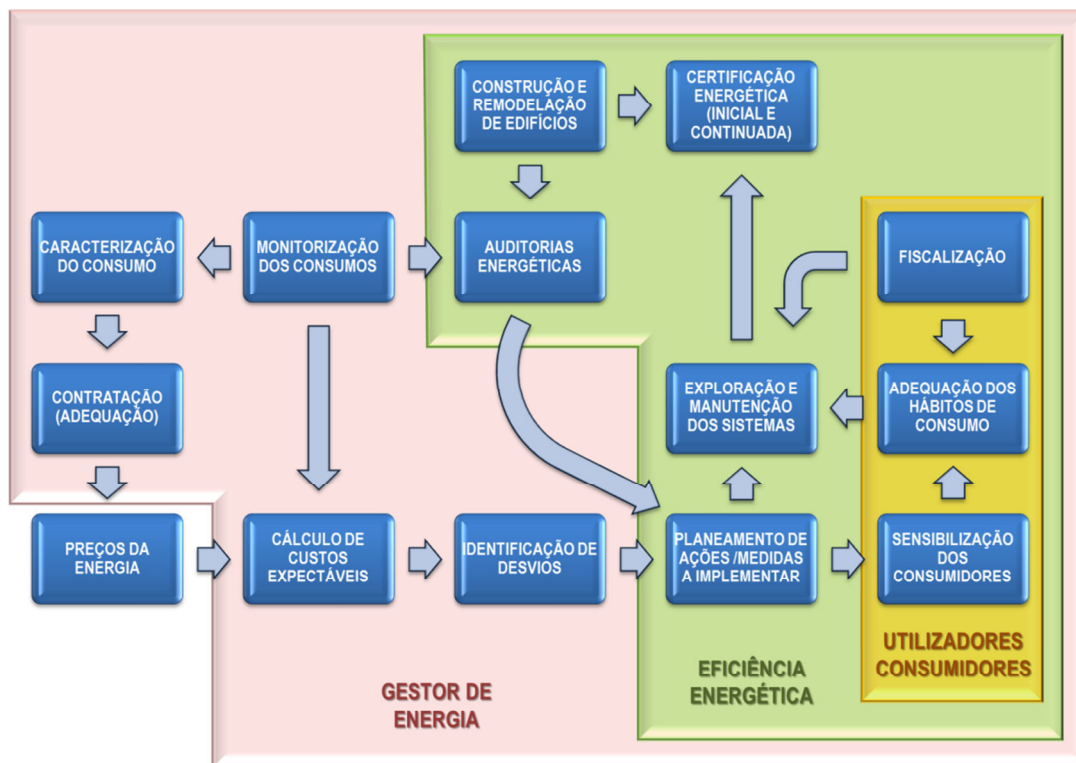 CONSTRUÇÃO E
REMODELAÇÃO
DE EDIFÍCIOS
CERTIFICAÇÃO
ENERGÉTICA
(INICIAL E
CONTINUADA)
CARACTERIZAÇÃO
DO CONSUMO
MONITORIZAÇÃO
DOS CONSUMOS
AUDITORIAS
ENERGÉTICAS
FISCALIZAÇÃO
CONTRATAÇÃO
(ADEQUAÇÃO)
EXPLORAÇÃO E
MANUTENÇÃO
DOS SISTEMAS
ADEQUAÇÃO DOS
HÁBITOS DE
CONSUMO
PREÇOS DA
ENERGIA
CÁLCULO DE
CUSTOS
EXPECTÁVEIS
IDENTIFICAÇÃO DE
DESVIOS
PLANEAMENTO DE
AÇÕES /MEDIDAS
A IMPLEMENTAR
SENSIBILIZAÇÃO
DOS
CONSUMIDORES
GESTOR DE
ENERGIA
EFICIÊNCIA
ENERGÉTICA
UTILIZADORES
CONSUMIDORES